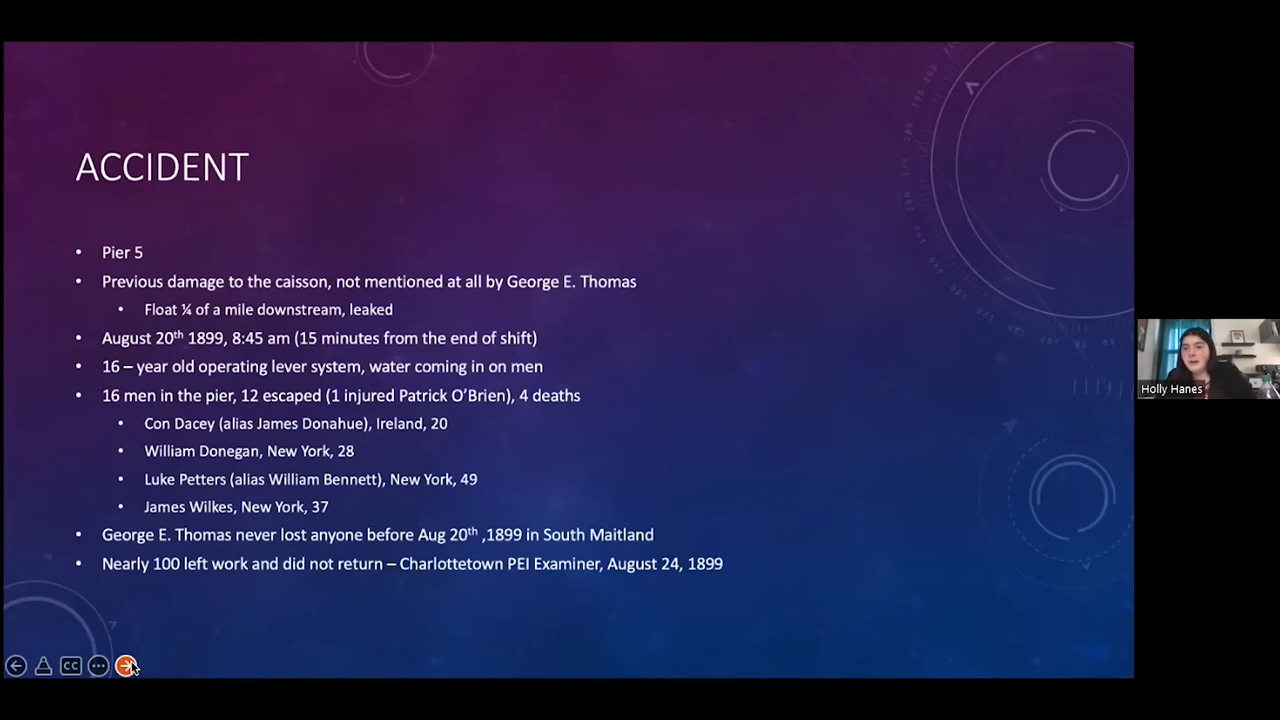 ACCIDENT
• Pier 5
• Previous damage to the caisson, not mentioned at all by George E. Thomas
• Float ¼ of a mile downstream, leaked
• August 20th 1899, 8:45 am (15 minutes from the end of shift)
• 16 – year old operating lever system, water coming in on men
• 16 men in the pier, 12 escaped (1 injured Patrick O'Brien), 4 deaths
• Con Dacey (alias James Donahue), Ireland, 20
• William Donegan, New York, 28
• Luke Petters (alias William Bennett), New York, 49
• James Wilkes, New York, 37
• George E. Thomas never lost anyone before Aug 20th ,1899 in South Maitland
• Nearly 100 left work and did not return – Charlottetown PEI Examiner, August 24, 1899
CC
Holly Hanes